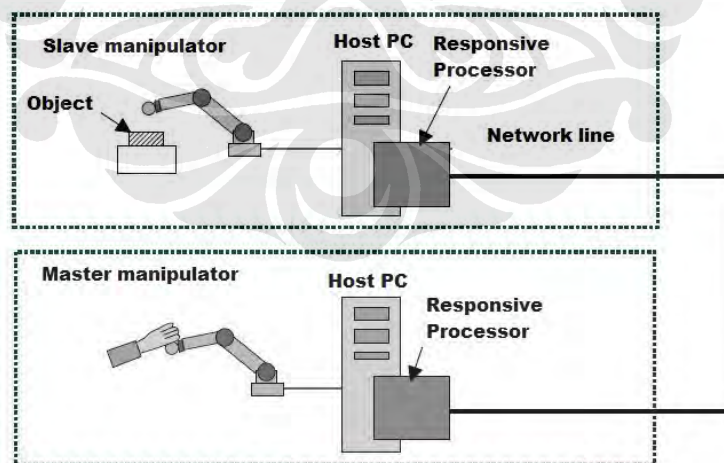 Slave manipulator
Host PC
Responsive
Processor
Object
Network line
Master manipulator
Host PC
Responsive
Processor